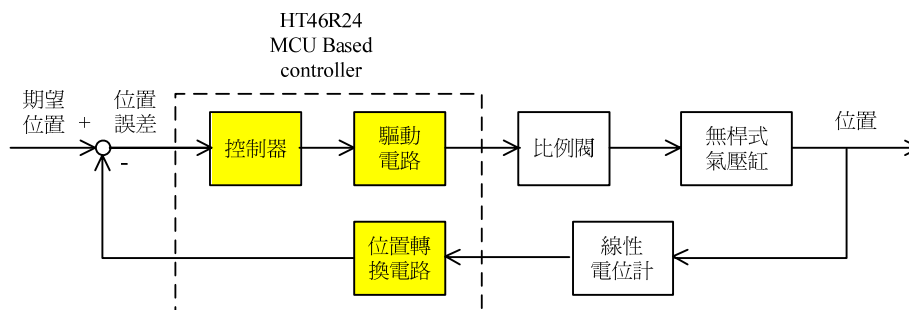 HT46R24
MCU Based
controller
期望
位置
+
位置
誤差
-
控制器
驅動
電路
比例閥
無桿式
氣壓缸
位置
位置轉
換電路
線性
電位計